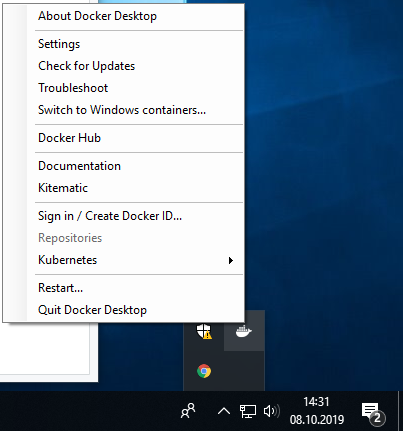 About Docker Desktop
Settings
Check for Updates
Troubleshoot
Switch to Windows containers...
Docker Hub
Documentation
Kitematic
Sign in / Create Docker ID...
Repositories
Kubernetes
Restart...
Quit Docker Desktop
14:31
08.10.2019
2